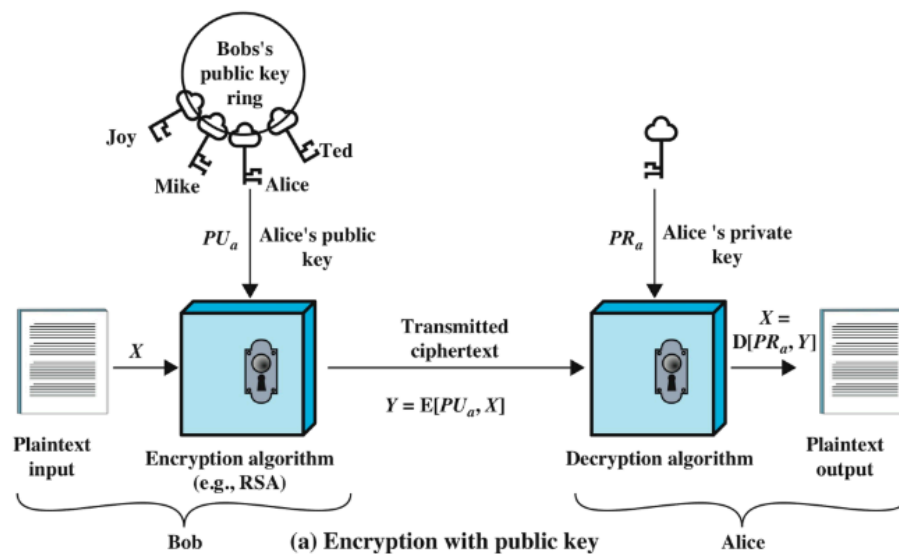 Bobs's
public key
ring
Joy
Ted
Mike
Alice
PUa
Alice's public
key
PRa
Alice 's private
key
X
Transmitted
ciphertext
X =
D[PRa, Y]
Y = E[PUa, X]
Plaintext
input
Encryption algorithm
(e.g., RSA)
Decryption algorithm
Plaintext
output
Bob
(a) Encryption with public key
Alice